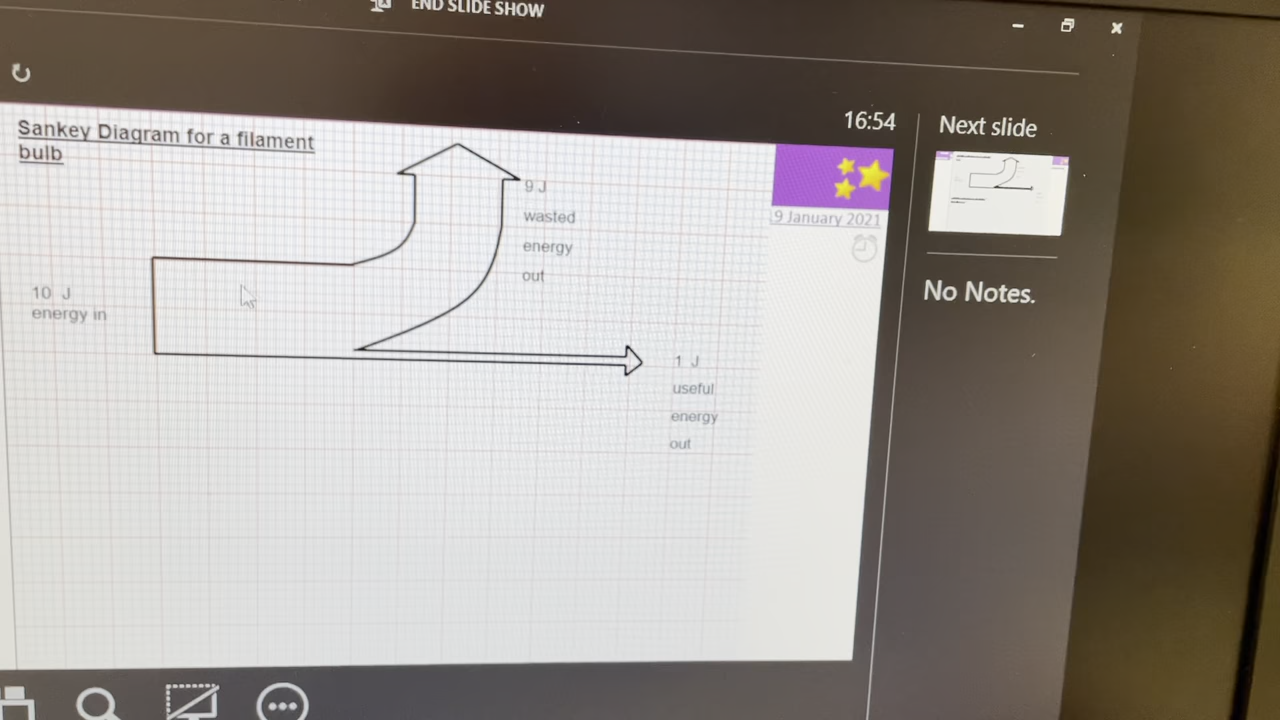 END SLIDE SHOW
16:54
Next slide
Sankey Diagram for a filament
bulb
9 J
wasted
energy
out
9 January 2021
10 J
energy in
No Notes.
1 J
useful
energy
out